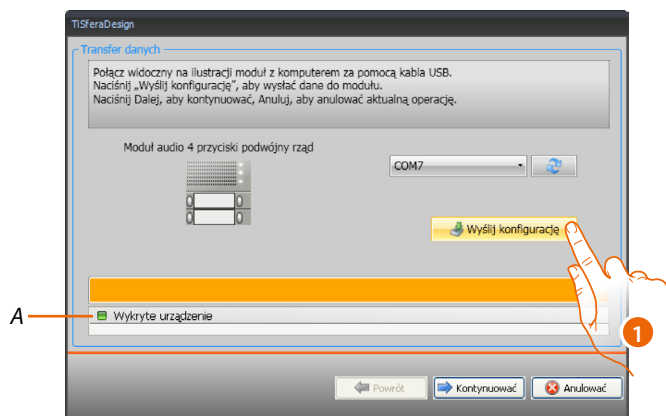 TiSferaDesign
Transfer danych
Połącz widoczny na ilustracji moduł z komputerem za pomocą kabla USB.
Naciśnij „Wyślij konfigurację”, aby wysłać dane do modułu.
Naciśnij Dalej, aby kontynuować, Anuluj, aby anulować aktualną operację.
Moduł audio 4 przyciski podwójny rząd
COM7
Wyślij konfigurację
A
Wykryte urządzenie
1
Powrót
Kontynuować
Anulować